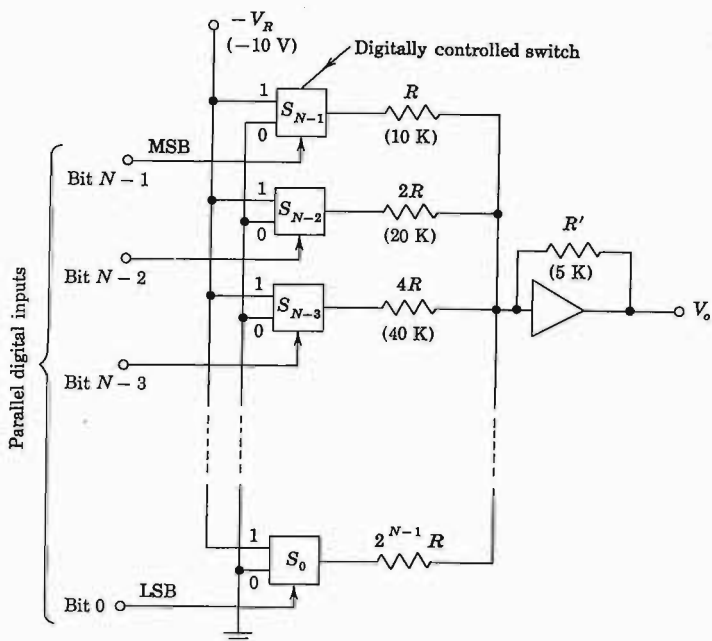 −V_R
(−10 V)
Digitally controlled switch
1
S_{N−1}
0
R
(10 K)
MSB
Bit N − 1
1
S_{N−2}
0
2R
(20 K)
Bit N − 2
1
S_{N−3}
0
4R
(40 K)
R′
(5 K)
V_o
Bit N − 3
Parallel digital inputs
1
S_0
0
2^{N−1} R
LSB
Bit 0